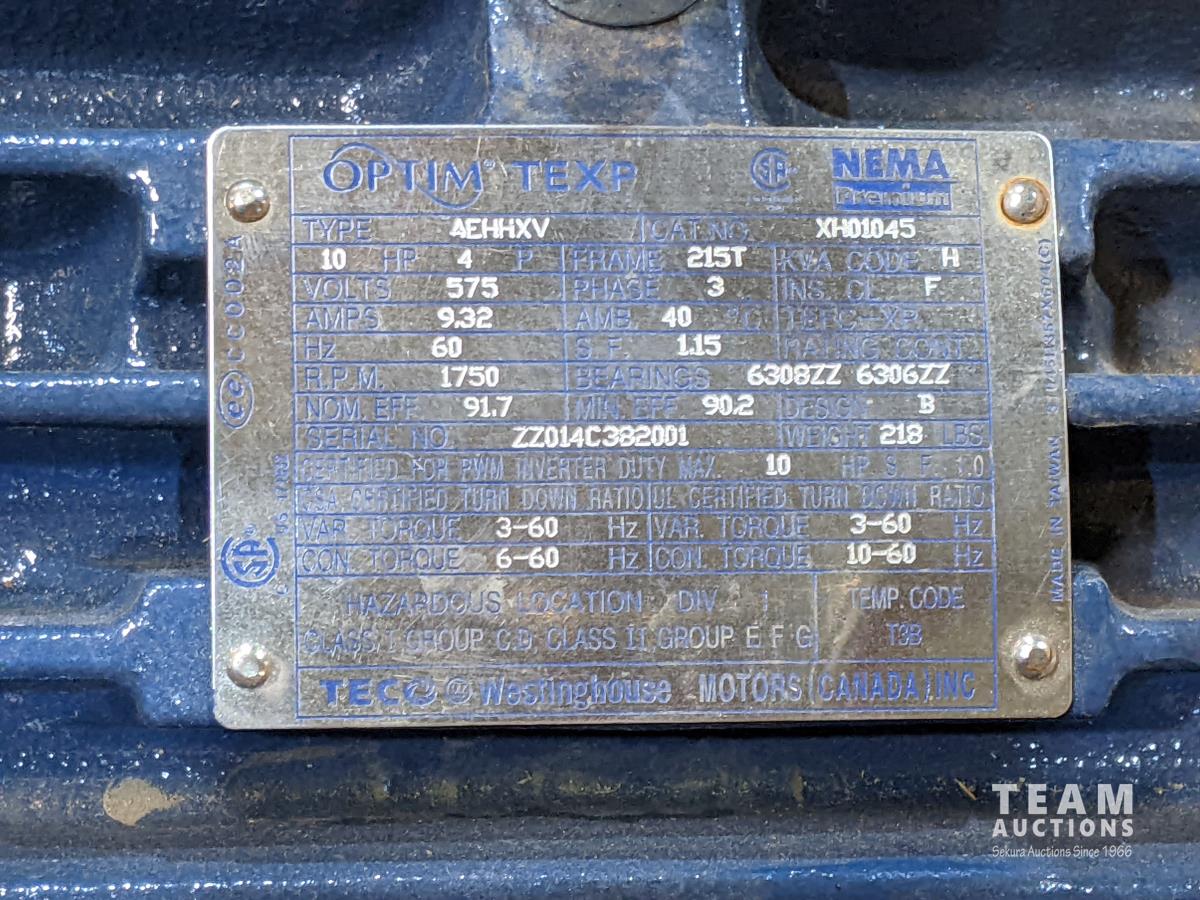 OPTIM® TEXP SA NEMA Premium
TYPE AEHHXV CAT.NO. XH01045
10 HP 4 P FRAME 215T KVA CODE H
VOLTS 575 PHASE 3 INS. CL. F
AMPS 9.32 AMB. 40 °C TEFC-XP
Hz 60 S.F. 1.15 RATING CONT.
R.P.M. 1750 BEARINGS 6308ZZ 6306ZZ
NOM. EFF. 91.7 MIN. EFF. 90.2 DESIGN B
SERIAL NO. ZZ014C382001 WEIGHT 218 LBS
CERTIFIED FOR PWM INVERTER DUTY MAX. 10 HP S.F. 1.0
CSA CERTIFIED TURN DOWN RATIO UL CERTIFIED TURN DOWN RATIO
VAR. TORQUE 3-60 Hz VAR. TORQUE 3-60 Hz
CON. TORQUE 6-60 Hz CON. TORQUE 10-60 Hz
HAZARDOUS LOCATION DIV. 1 TEMP. CODE
CLASS I, GROUP C.D, CLASS II, GROUP E F G T3B
TECO Westinghouse MOTORS (CANADA) INC
ee CC002A
SA
MADE IN TAIWAN
TEAM
AUCTIONS
Sekura Auctions Since 1966